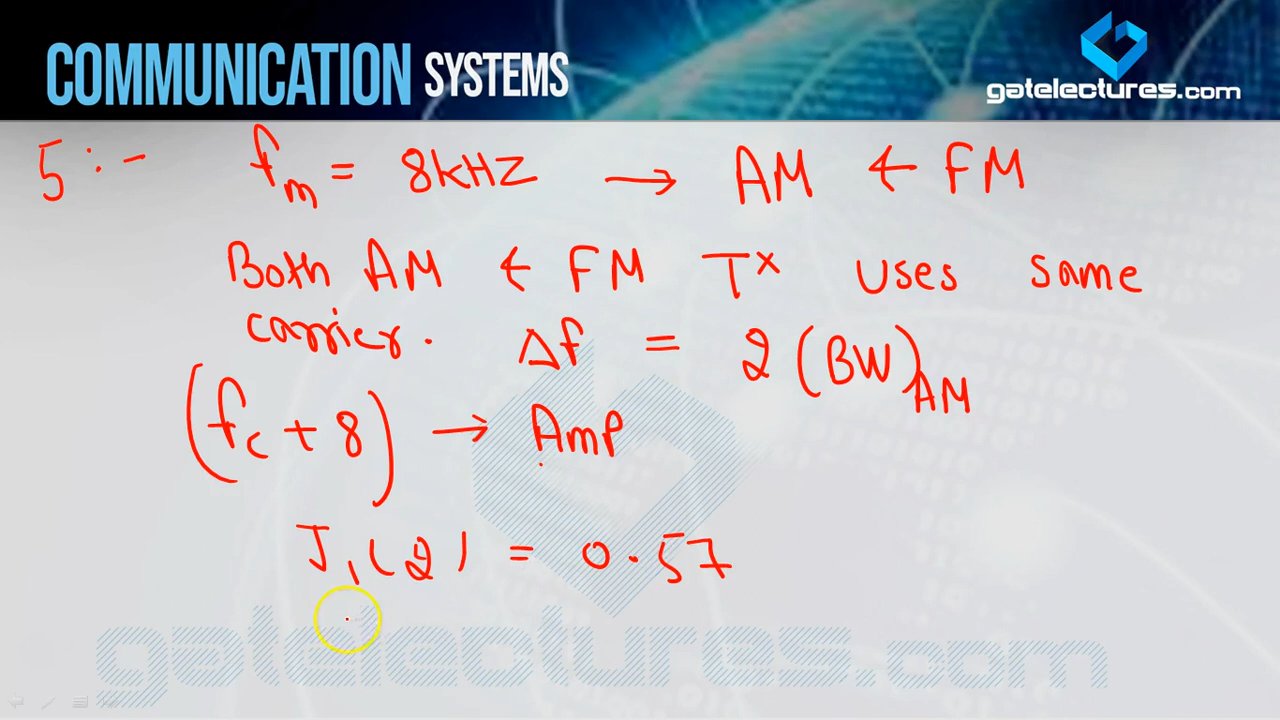 COMMUNICATION SYSTEMS
gatelectures.com
5 :- fm = 8kHZ → AM & FM
Both AM & FM Tx uses same
carrier. Δf = 2 (BW)AM
(fc + 8) → Amp
J1(2) = 0.57
gatelectures.com